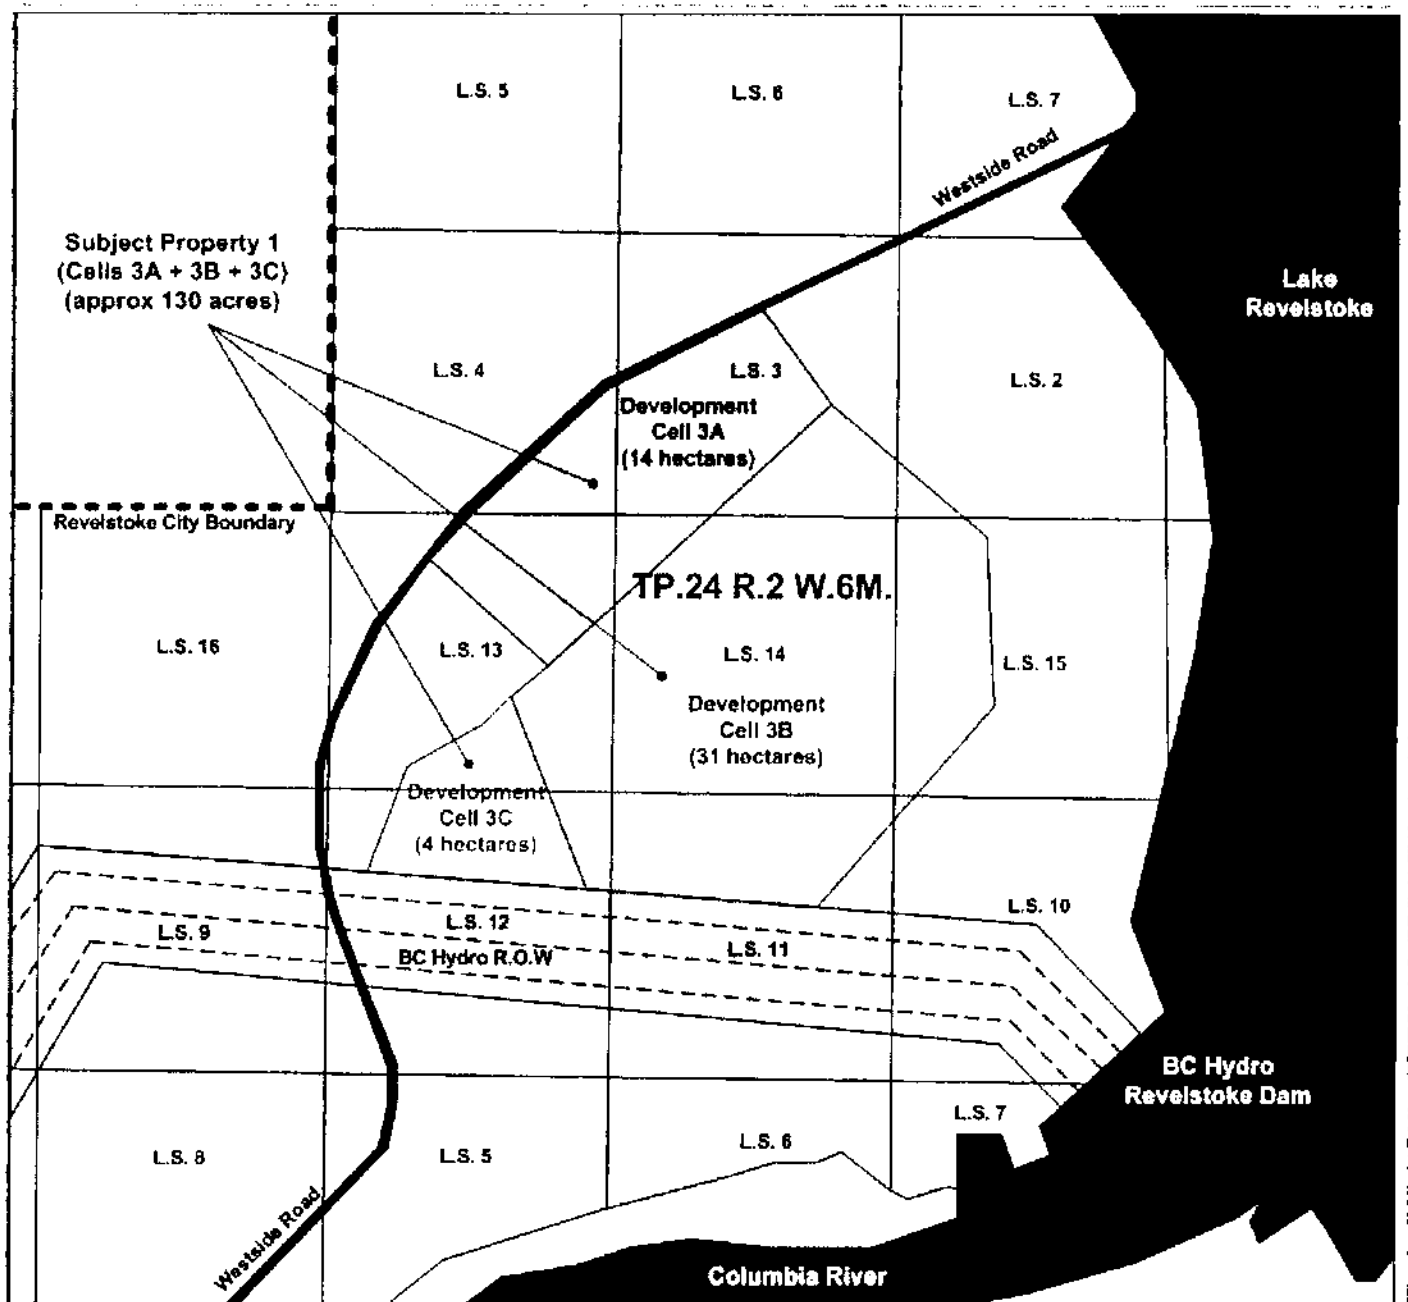 L.S. 5
L.S. 6
L.S. 7
Westside Road
Subject Property 1
(Cells 3A + 3B + 3C)
(approx 130 acres)
Lake
Revelstoke
L.S. 4
L.S. 3
L.S. 2
Development
Cell 3A
(14 hectares)
Revelstoke City Boundary
TP.24 R.2 W.6M.
L.S. 16
L.S. 13
L.S. 14
L.S. 15
Development
Cell 3B
(31 hectares)
Development
Cell 3C
(4 hectares)
L.S. 10
L.S. 12
L.S. 9
L.S. 11
BC Hydro R.O.W
BC Hydro
Revelstoke Dam
L.S. 7
L.S. 6
L.S. 8
L.S. 5
Westside Road
Columbia River